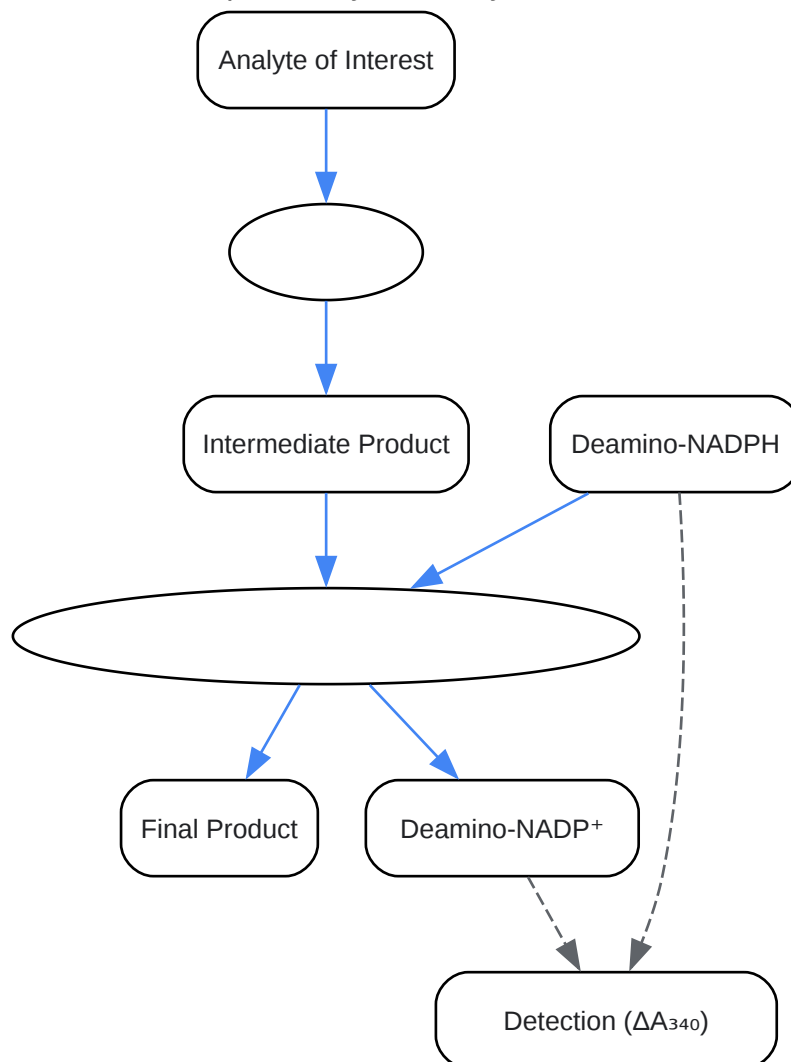 Analyte of Interest
Intermediate Product
Deamino-NADPH
Final Product
Deamino-NADP⁺
Detection (ΔA₃₄₀)